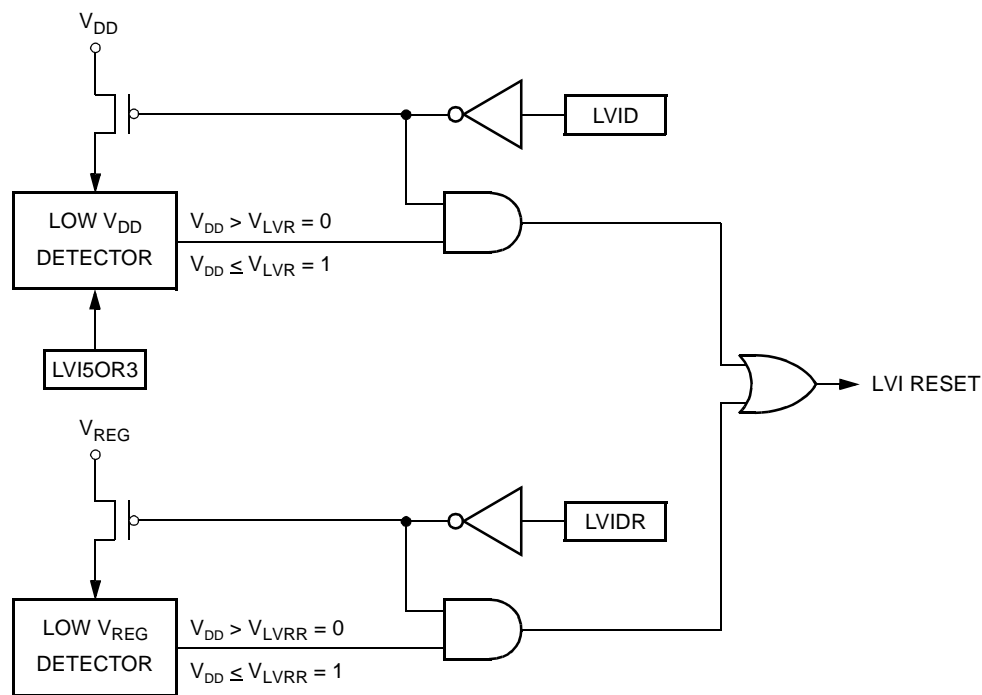 VDD
LVID
LOW VDD
DETECTOR
VDD > VLVR = 0
VDD ≤ VLVR = 1
LVI5OR3
LVI RESET
VREG
LVIDR
LOW VREG
DETECTOR
VDD > VLVRR = 0
VDD ≤ VLVRR = 1